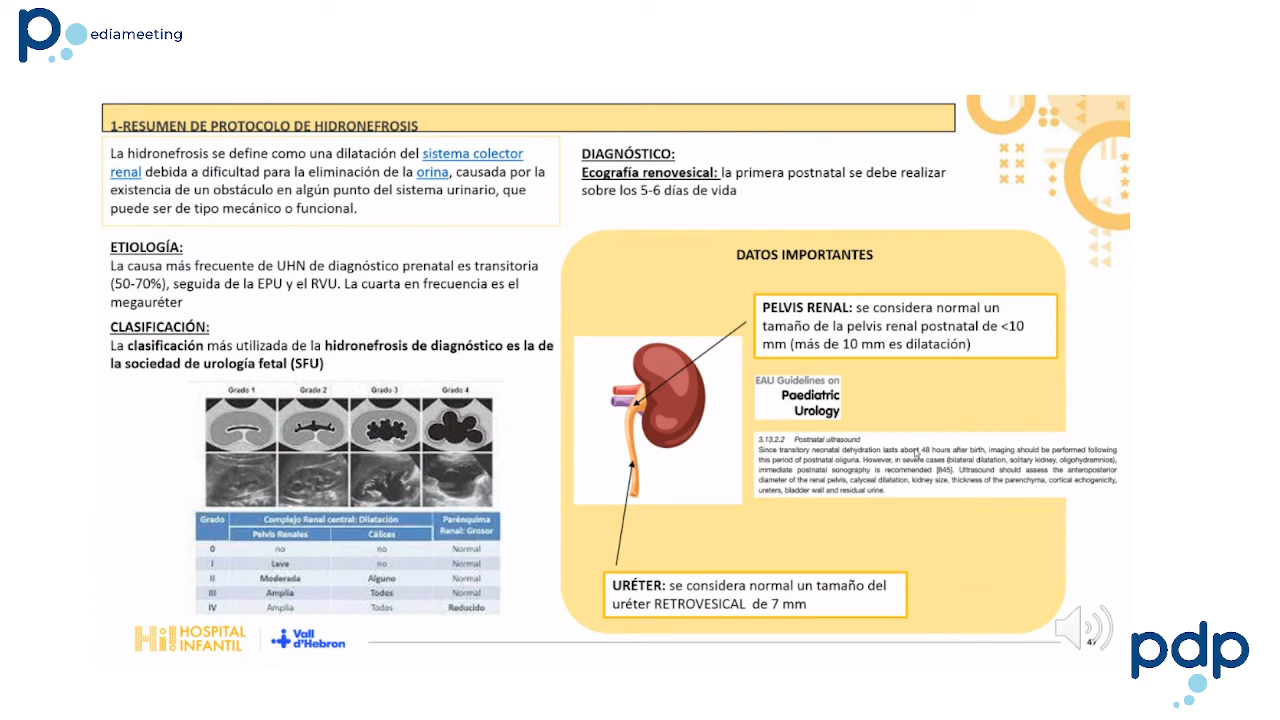 pediameeting
1-RESUMEN DE PROTOCOLO DE HIDRONEFROSIS
La hidronefrosis se define como una dilatación del sistema colector
renal debida a dificultad para la eliminación de la orina, causada por la
existencia de un obstáculo en algún punto del sistema urinario, que
puede ser de tipo mecánico o funcional.
ETIOLOGÍA:
La causa más frecuente de UHN de diagnóstico prenatal es transitoria
(50-70%), seguida de la EPU y el RVU. La cuarta en frecuencia es el
megauréter
CLASIFICACIÓN:
La clasificación más utilizada de la hidronefrosis de diagnóstico es la de
la sociedad de urología fetal (SFU)
Grado 1 Grado 2 Grado 3 Grado 4
Grado Complejo Renal central: Dilatación Parénquima
Renal: Grosor
Pelvis Renales Cálices
0 no no Normal
I Leve no Normal
II Moderada Alguno Normal
III Amplia Todos Normal
IV Amplia Todos Reducido
DIAGNÓSTICO:
Ecografía renovesical: la primera postnatal se debe realizar
sobre los 5-6 días de vida
DATOS IMPORTANTES
PELVIS RENAL: se considera normal un
tamaño de la pelvis renal postnatal de <10
mm (más de 10 mm es dilatación)
EAU Guidelines on
Paediatric
Urology
3.13.2.2 Postnatal ultrasound
Since transitory neonatal dehydration lasts about 48 hours after birth, imaging should be performed following
this period of postnatal oliguria. However, in severe cases (bilateral dilatation, solitary kidney, oligohydramnios),
immediate postnatal sonography is recommended [845]. Ultrasound should assess the anteroposterior
diameter of the renal pelvis, calyceal dilatation, kidney size, thickness of the parenchyma, cortical echogenicity,
ureters, bladder wall and residual urine.
URÉTER: se considera normal un tamaño del
uréter RETROVESICAL de 7 mm
Hi! HOSPITAL
INFANTIL
Vall
d'Hebron
47
pdp